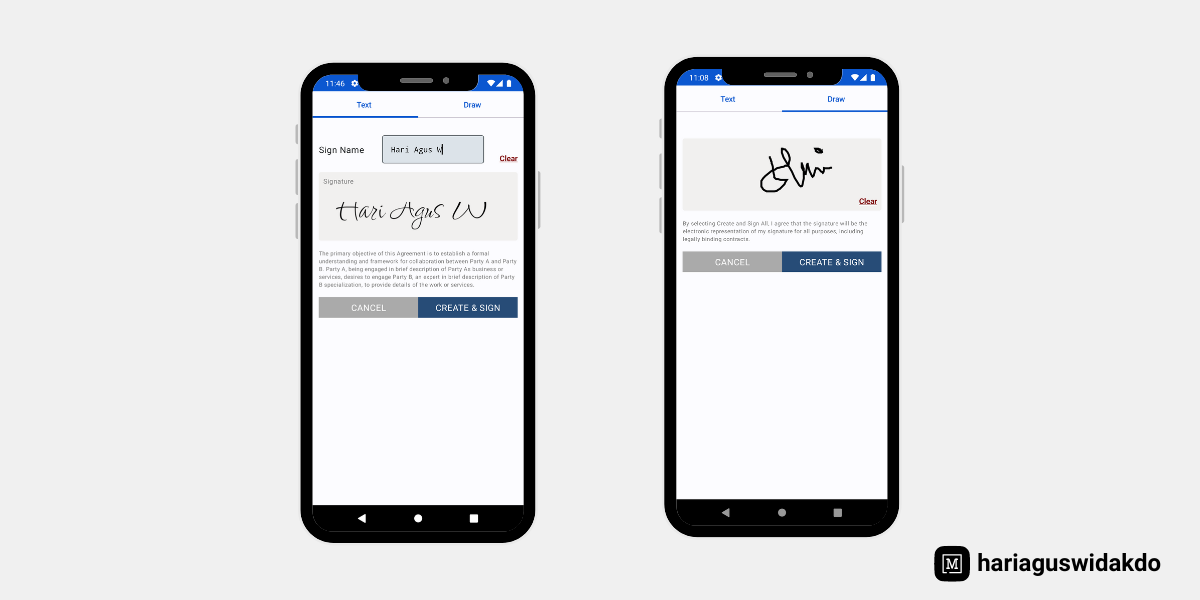 11:46
Text Draw
Sign Name Hari Agus W
Clear
Signature
Hari Agus W
The primary objective of this Agreement is to establish a formal
understanding and framework for collaboration between Party A and Party
B. Party A, being engaged in brief description of Party As business or
services, desires to engage Party B, an expert in brief description of Party
B specialization, to provide details of the work or services.
CANCEL CREATE & SIGN
11:08
Text Draw
Clear
By selecting Create and Sign All, I agree that the signature will be the
electronic representation of my signature for all purposes, including
legally binding contracts.
CANCEL CREATE & SIGN
M hariaguswidakdo